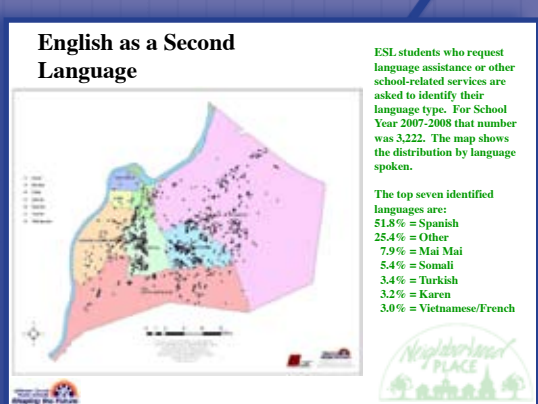 English as a Second
Language
ESL students who request
language assistance or other
school-related services are
asked to identify their
language type. For School
Year 2007-2008 that number
was 3,222. The map shows
the distribution by language
spoken.
The top seven identified
languages are:
51.8% = Spanish
25.4% = Other
7.9% = Mai Mai
5.4% = Somali
3.4% = Turkish
3.2% = Karen
3.0% = Vietnamese/French
Neighborhood
PLACE
Shaping the Future